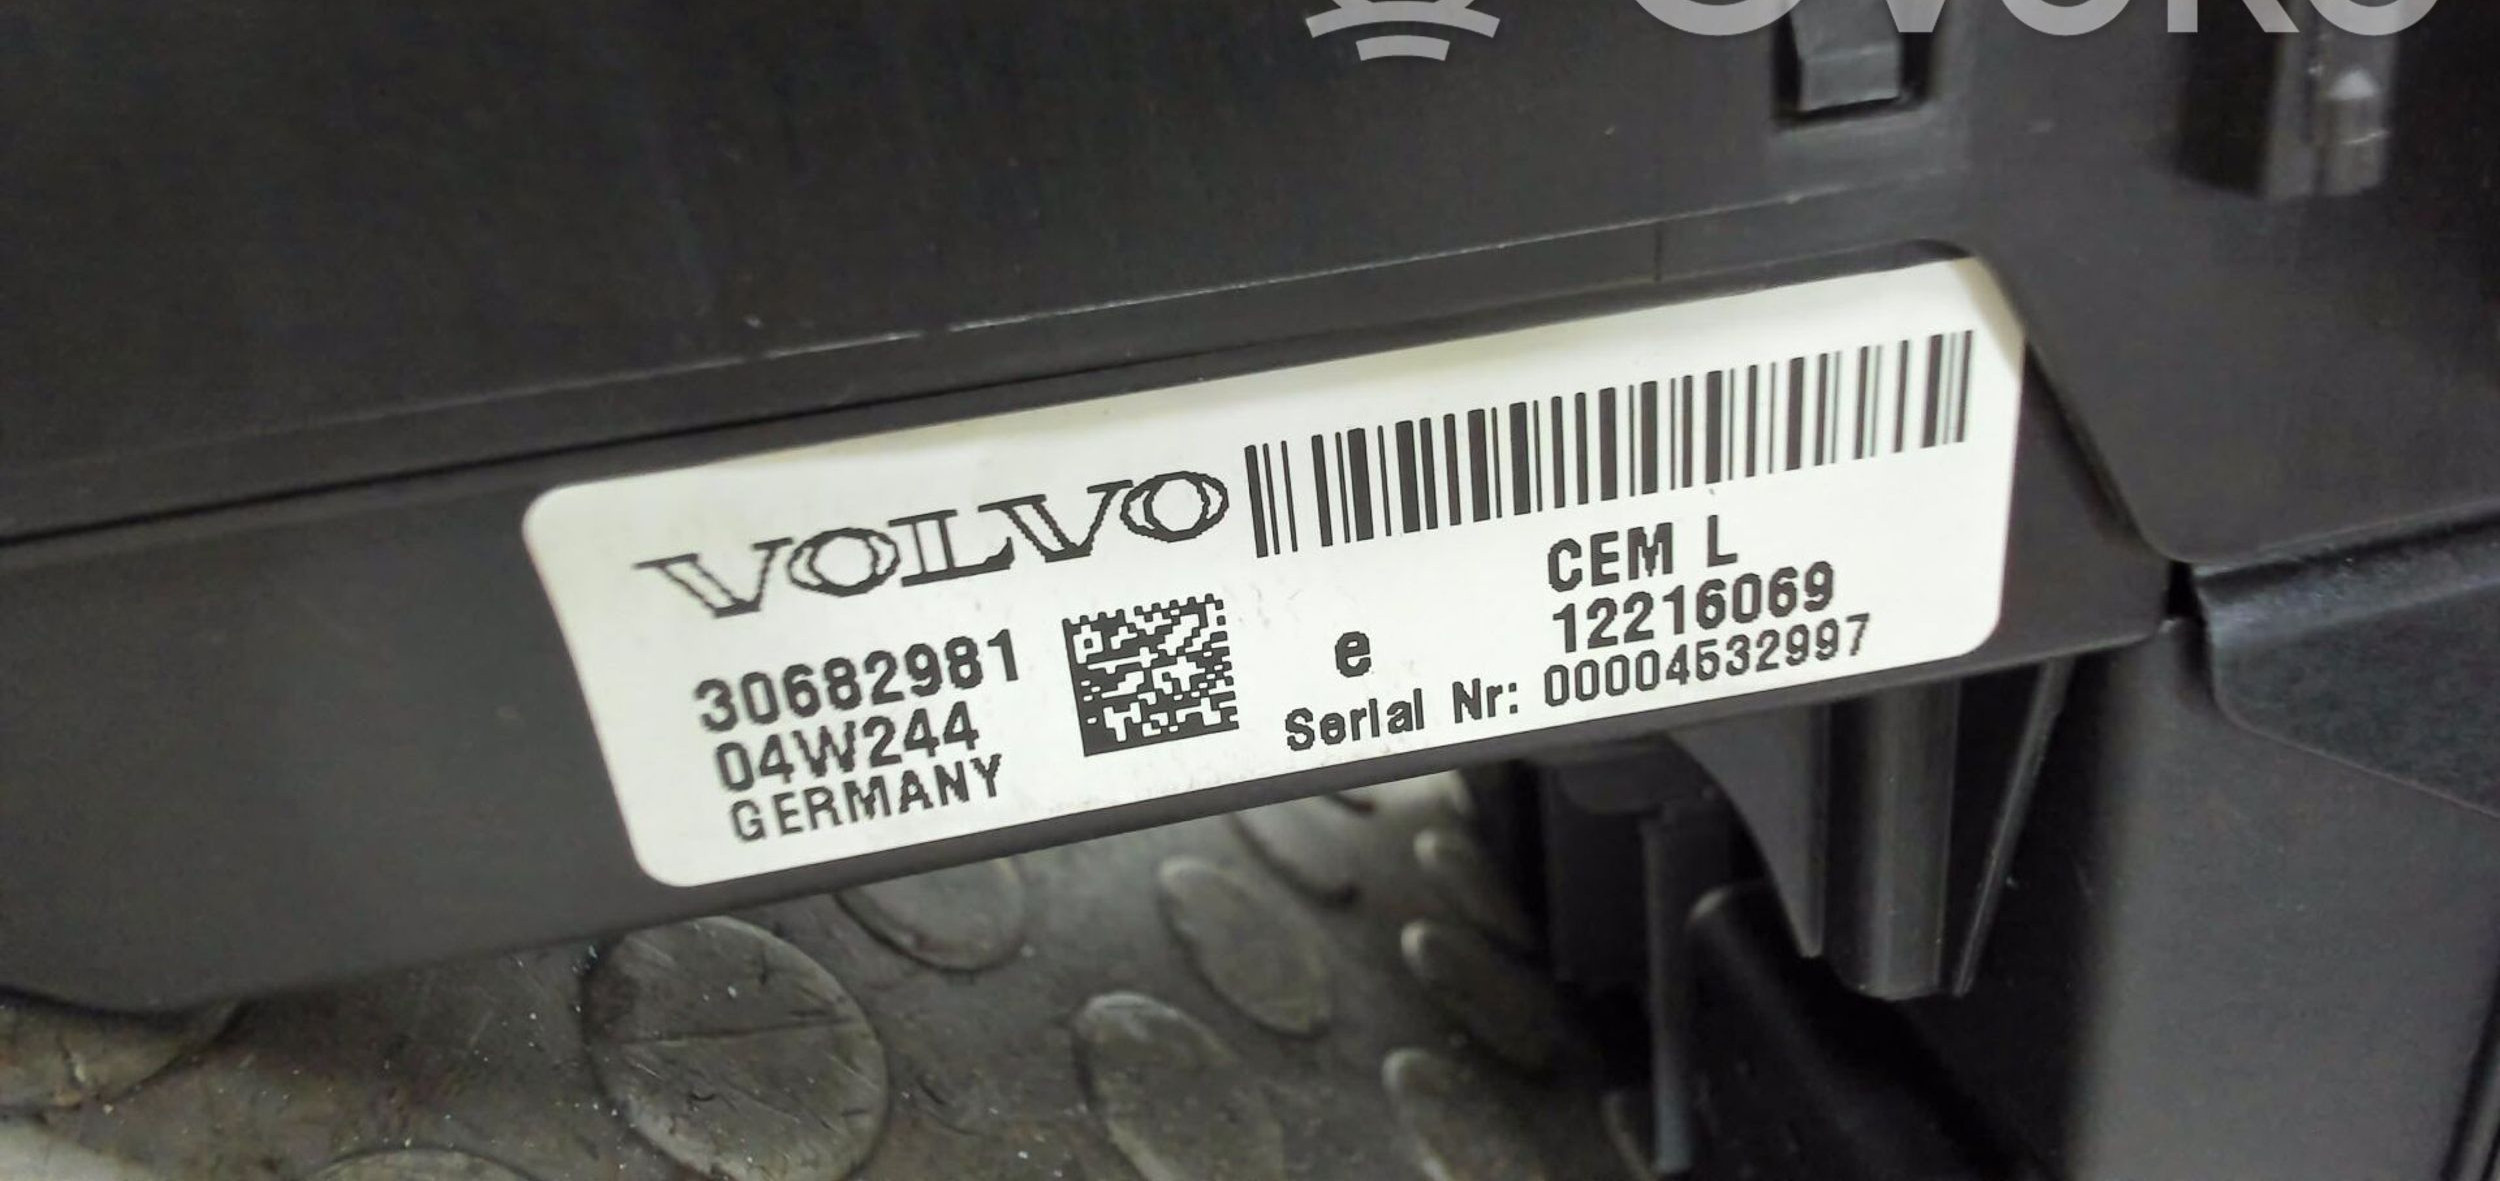 VOLVO
30682981
04W244
GERMANY
e
CEM L
12216069
Serial Nr: 00004532997